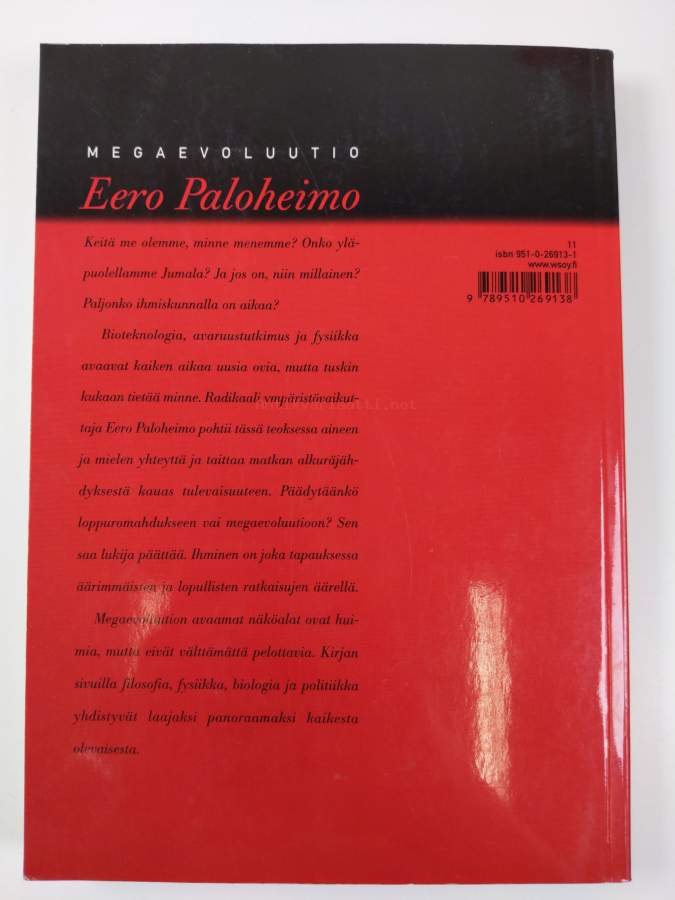 MEGAEVOLUUTIO
Eero Paloheimo
Keitä me olemme, minne menemme? Onko ylä-
puolellamme Jumala? Ja jos on, niin millainen?
Paljonko ihmiskunnalla on aikaa?
Bioteknologia, avaruustutkimus ja fysiikka
avaavat kaiken aikaa uusia ovia, mutta tuskin
kukaan tietää minne. Radikaali ympäristövaikut-
taja Eero Paloheimo pohtii tässä teoksessa aineen
ja mielen yhteyttä ja taittaa matkan alkuräjäh-
dyksestä kauas tulevaisuuteen. Päädytäänkö
loppuromahdukseen vai megaevoluutioon? Sen
saa lukija päättää. Ihminen on joka tapauksessa
äärimmäisten ja lopullisten ratkaisujen äärellä.
Megaevoluution avaamat näköalat ovat hui-
mia, mutta eivät välttämättä pelottavia. Kirjan
sivuilla filosofia, fysiikka, biologia ja politiikka
yhdistyvät laajaksi panoraamaksi kaikesta
olevaisesta.
11
isbn 951-0-26913-1
www.wsoy.fi
9 789510 269138
Antikvariaatti.net